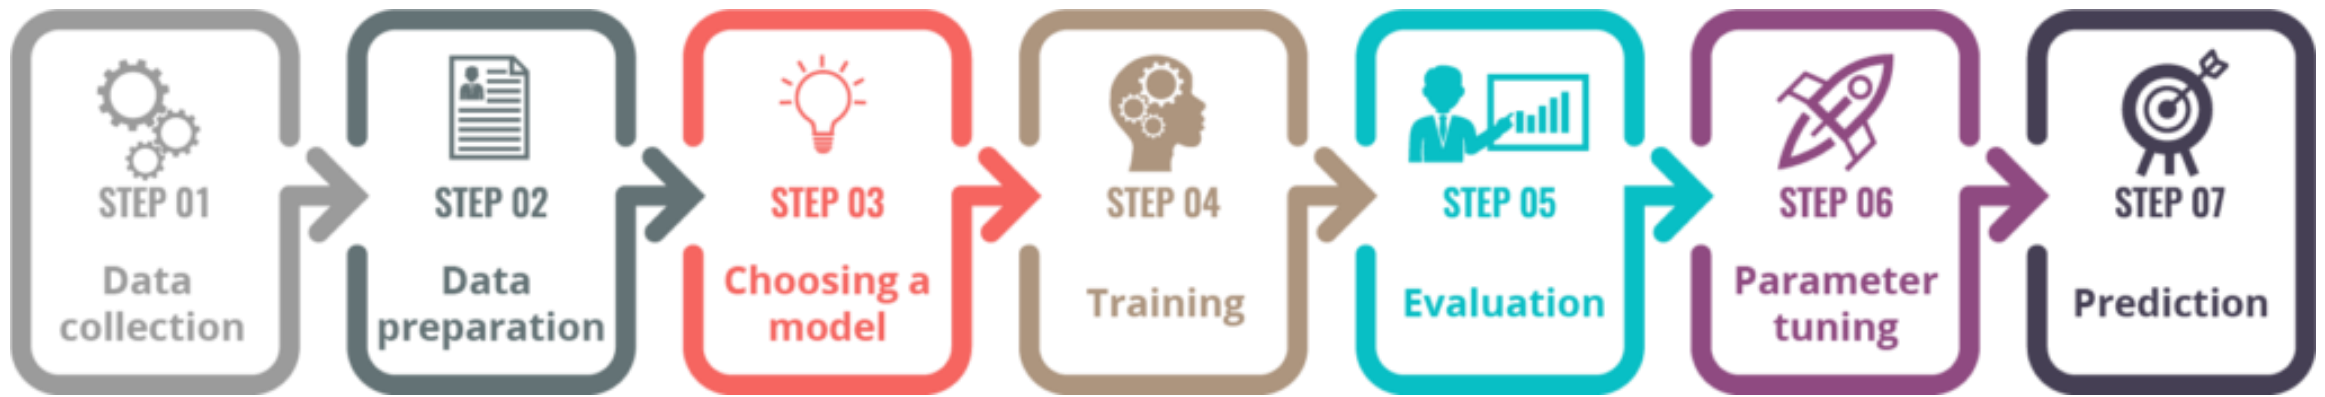 STEP 01
Data
collection
STEP 02
Data
preparation
STEP 03
Choosing a
model
STEP 04
Training
STEP 05
Evaluation
STEP 06
Parameter
tuning
STEP 07
Prediction